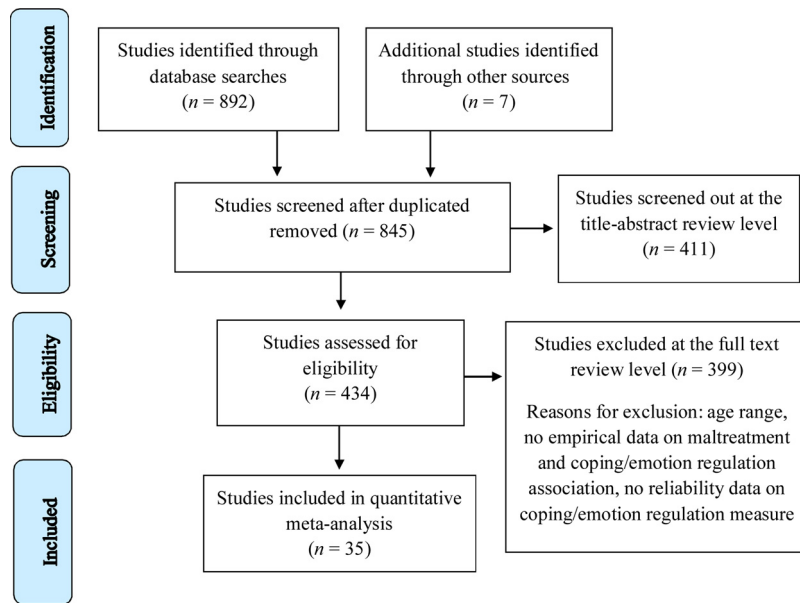 Identification
Studies identified through
database searches
(n = 892)
Additional studies identified
through other sources
(n = 7)
Screening
Studies screened after duplicated
removed (n = 845)
Studies screened out at the
title-abstract review level
(n = 411)
Eligibility
Studies assessed for
eligibility
(n = 434)
Studies excluded at the full text
review level (n = 399)
Reasons for exclusion: age range,
no empirical data on maltreatment
and coping/emotion regulation
association, no reliability data on
coping/emotion regulation measure
Included
Studies included in quantitative
meta-analysis
(n = 35)